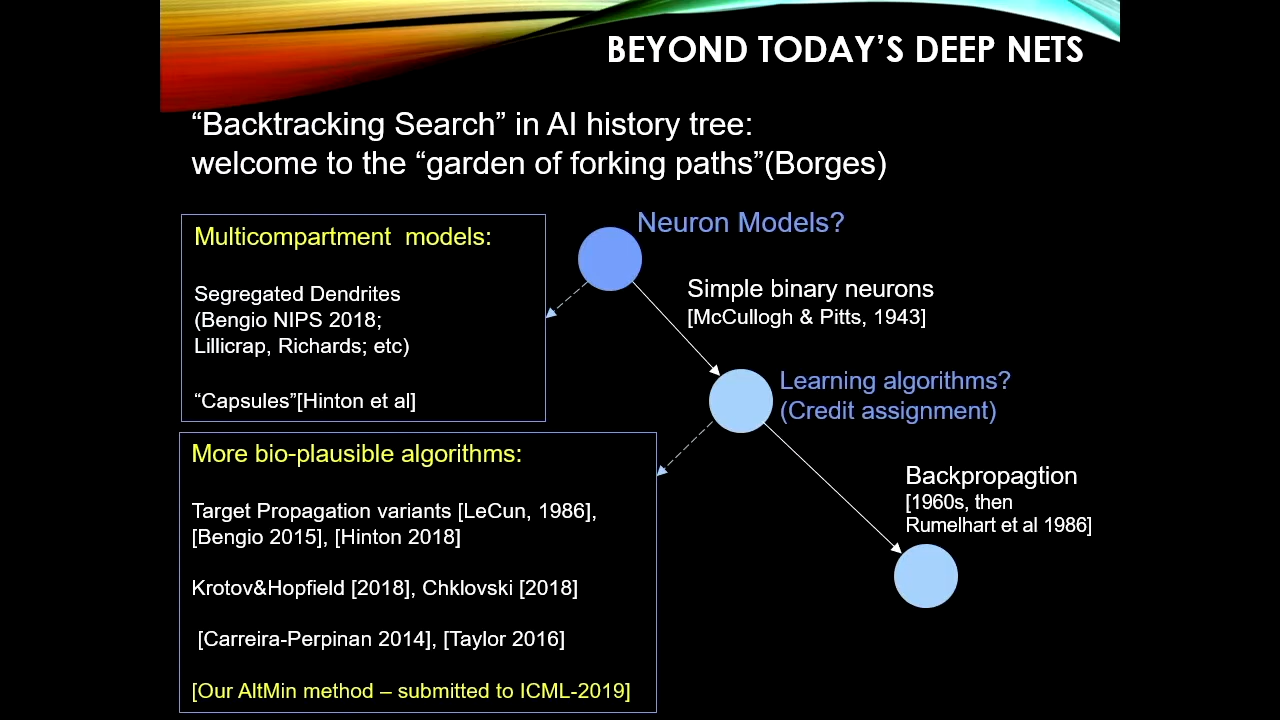 BEYOND TODAY'S DEEP NETS
“Backtracking Search” in AI history tree:
welcome to the “garden of forking paths”(Borges)
Neuron Models?
Multicompartment models:
Segregated Dendrites
(Bengio NIPS 2018;
Lillicrap, Richards; etc)
“Capsules”[Hinton et al]
Simple binary neurons
[McCullogh & Pitts, 1943]
Learning algorithms?
(Credit assignment)
More bio-plausible algorithms:
Target Propagation variants [LeCun, 1986],
[Bengio 2015], [Hinton 2018]
Krotov&Hopfield [2018], Chklovski [2018]
[Carreira-Perpinan 2014], [Taylor 2016]
[Our AltMin method – submitted to ICML-2019]
Backpropagtion
[1960s, then
Rumelhart et al 1986]